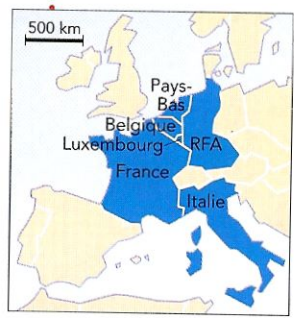 500 km
Pays-
Bas
Belgique
Luxembourg
RFA
France
Italie